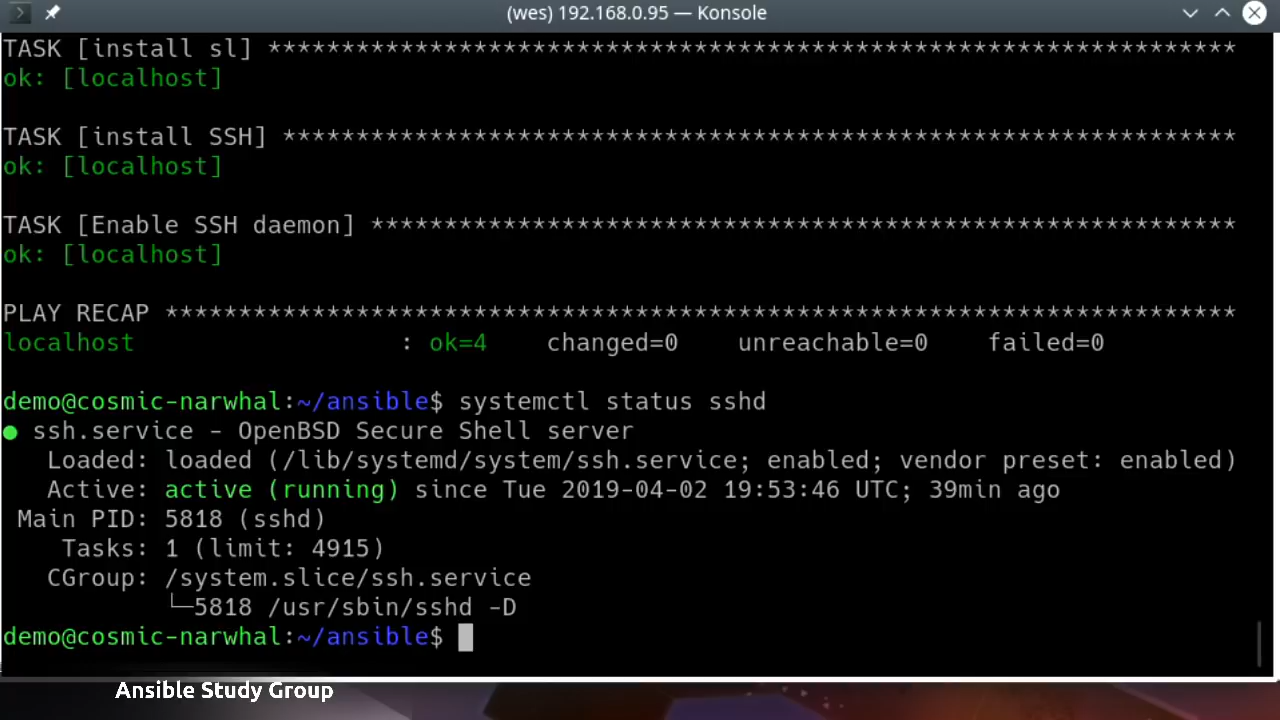 (wes) 192.168.0.95 — Konsole
TASK [install sl] ******************************************************************
ok: [localhost]
TASK [install SSH] *****************************************************************
ok: [localhost]
TASK [Enable SSH daemon] ***********************************************************
ok: [localhost]
PLAY RECAP *************************************************************************
localhost                  : ok=4    changed=0    unreachable=0    failed=0
demo@cosmic-narwhal:~/ansible$ systemctl status sshd
● ssh.service - OpenBSD Secure Shell server
   Loaded: loaded (/lib/systemd/system/ssh.service; enabled; vendor preset: enabled)
   Active: active (running) since Tue 2019-04-02 19:53:46 UTC; 39min ago
 Main PID: 5818 (sshd)
    Tasks: 1 (limit: 4915)
   CGroup: /system.slice/ssh.service
           └─5818 /usr/sbin/sshd -D
demo@cosmic-narwhal:~/ansible$
Ansible Study Group